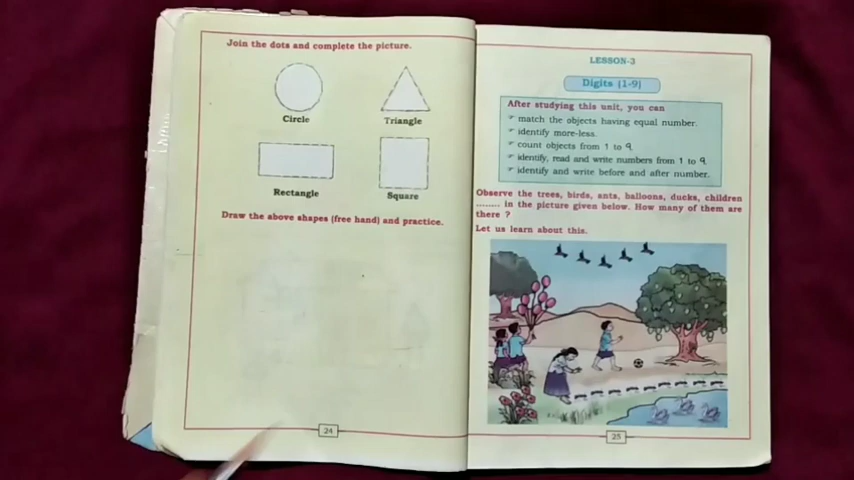 Join the dots and complete the picture.
Circle
Triangle
Rectangle
Square
Draw the above shapes (free hand) and practice.
24
LESSON-3
Digits (1-9)
After studying this unit, you can
☞ match the objects having equal number.
☞ identify more-less.
☞ count objects from 1 to 9.
☞ identify, read and write numbers from 1 to 9.
☞ identify and write before and after number.
Observe the trees, birds, ants, balloons, ducks, children
........ in the picture given below. How many of them are
there ?
Let us learn about this.
25